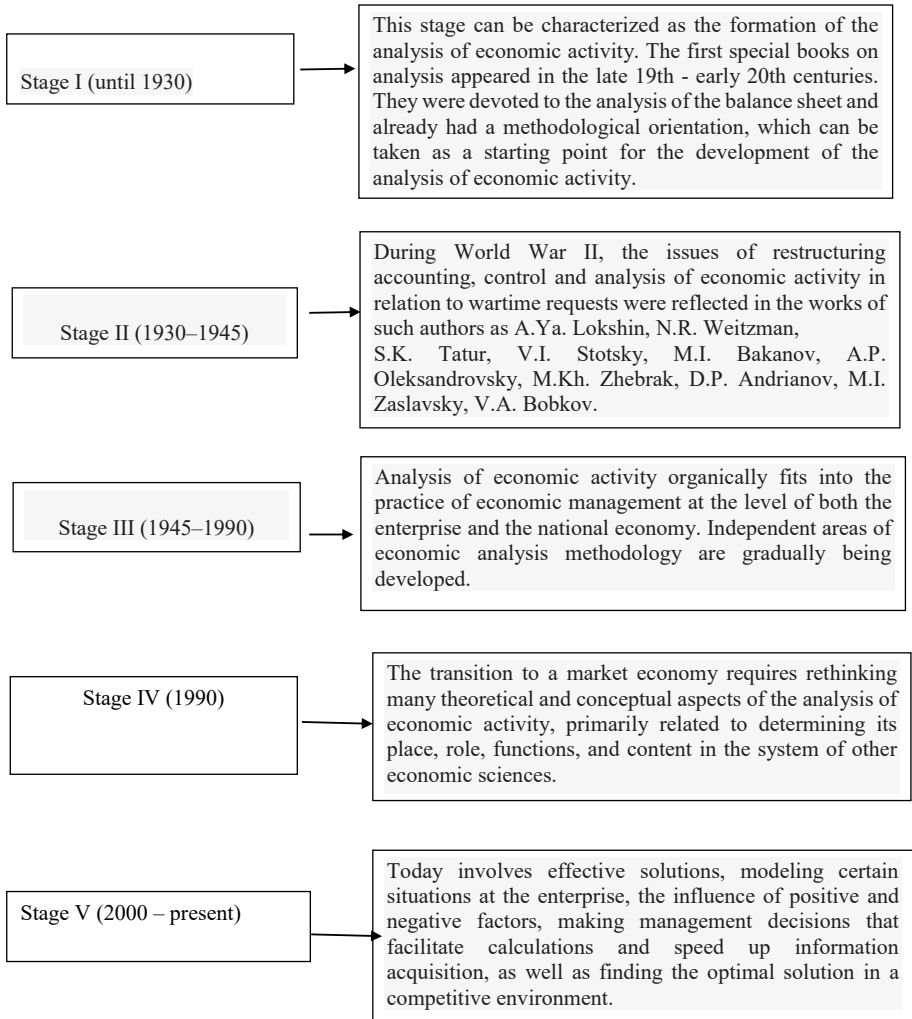 Stage I (until 1930)
This stage can be characterized as the formation of the
analysis of economic activity. The first special books on
analysis appeared in the late 19th - early 20th centuries.
They were devoted to the analysis of the balance sheet and
already had a methodological orientation, which can be
taken as a starting point for the development of the
analysis of economic activity.
Stage II (1930–1945)
During World War II, the issues of restructuring
accounting, control and analysis of economic activity in
relation to wartime requests were reflected in the works of
such authors as A.Ya. Lokshin, N.R. Weitzman,
S.K. Tatur, V.I. Stotsky, M.I. Bakanov, A.P.
Oleksandrovsky, M.Kh. Zhebrak, D.P. Andrianov, M.I.
Zaslavsky, V.A. Bobkov.
Stage III (1945–1990)
Analysis of economic activity organically fits into the
practice of economic management at the level of both the
enterprise and the national economy. Independent areas of
economic analysis methodology are gradually being
developed.
Stage IV (1990)
The transition to a market economy requires rethinking
many theoretical and conceptual aspects of the analysis of
economic activity, primarily related to determining its
place, role, functions, and content in the system of other
economic sciences.
Stage V (2000 – present)
Today involves effective solutions, modeling certain
situations at the enterprise, the influence of positive and
negative factors, making management decisions that
facilitate calculations and speed up information
acquisition, as well as finding the optimal solution in a
competitive environment.